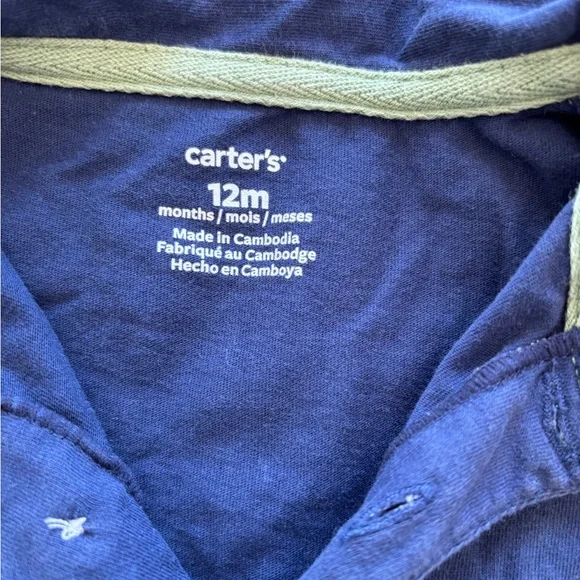 carter's
12m
months / mois / meses
Made in Cambodia
Fabriqué au Cambodge
Hecho en Camboya